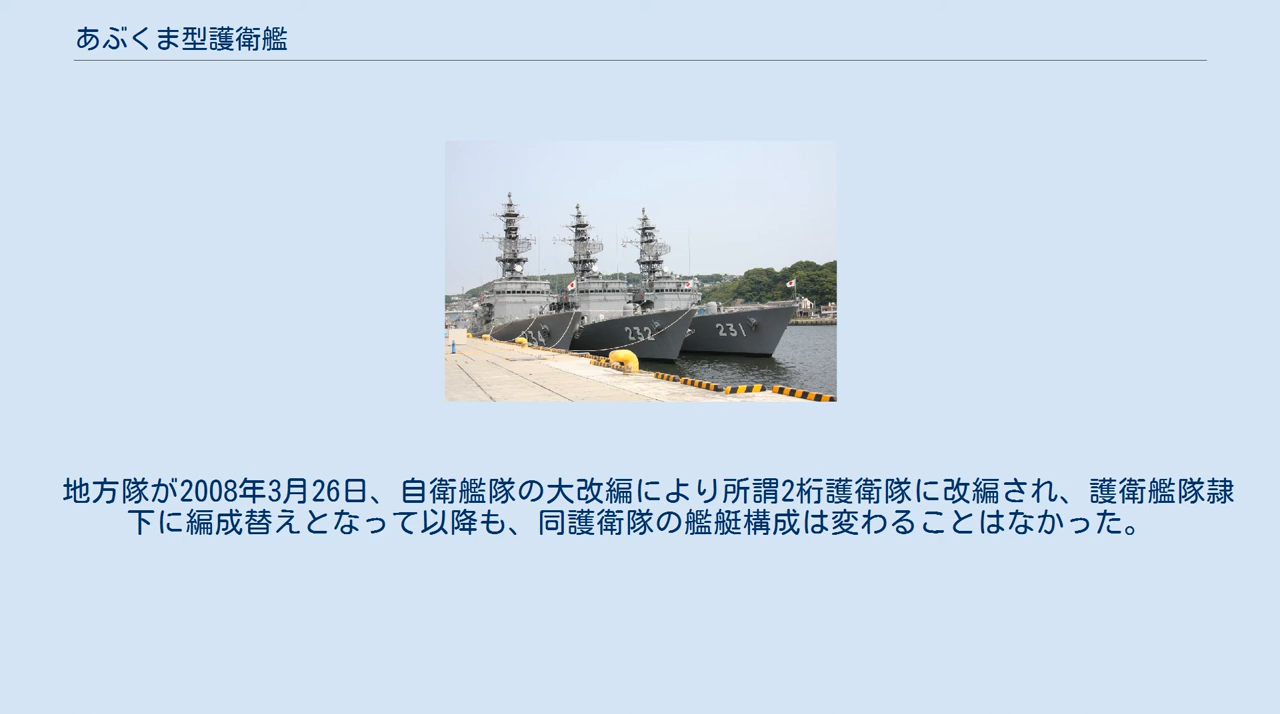 あぶくま型護衛艦
234
232
231
地方隊が2008年3月26日、自衛艦隊の大改編により所謂2桁護衛隊に改編され、護衛艦隊隷
下に編成替えとなって以降も、同護衛隊の艦艇構成は変わることはなかった。